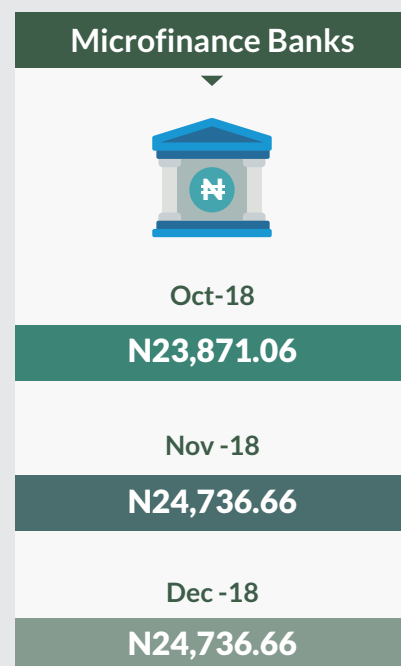 Microfinance Banks
₦
Oct-18
N23,871.06
Nov -18
N24,736.66
Dec -18
N24,736.66